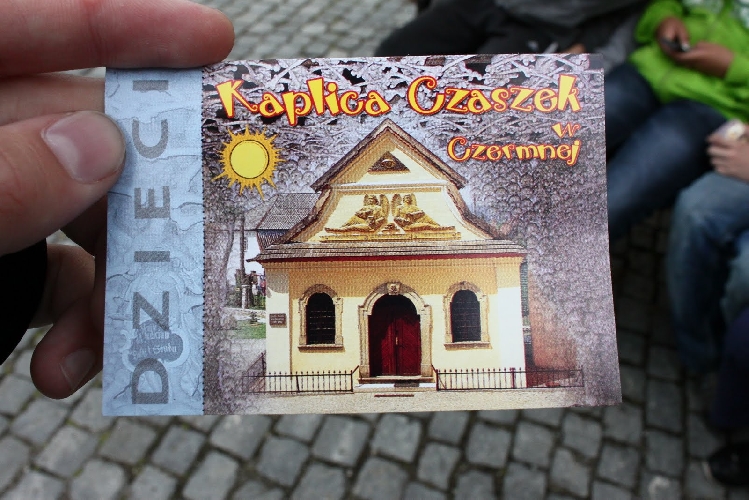 Kaplica Czaszek
w
Czermnej
DZIECI